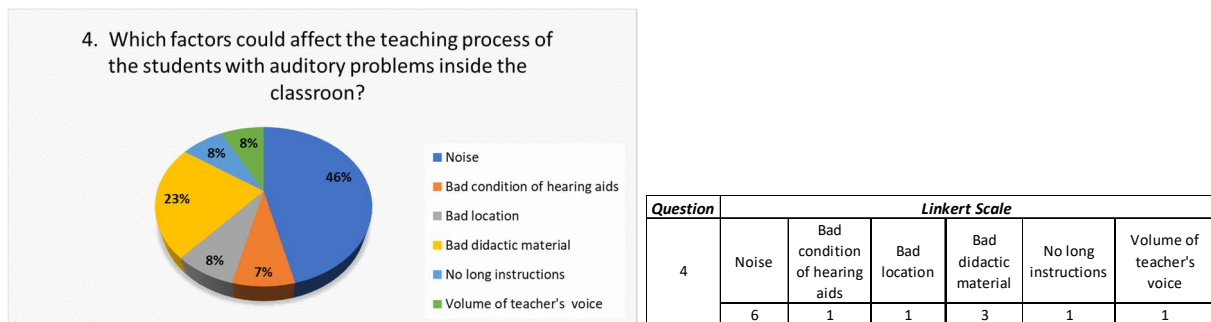 4. Which factors could affect the teaching process of
the students with auditory problems inside the
classroon?
8%
8%
46%
23%
8%
7%
Noise
Bad condition of hearing aids
Bad location
Bad didactic material
No long instructions
Volume of teacher's voice
Question Linkert Scale
4
Noise
Bad
condition
of hearing
aids
Bad
location
Bad
didactic
material
No long
instructions
Volume of
teacher's
voice
6 1 1 3 1 1